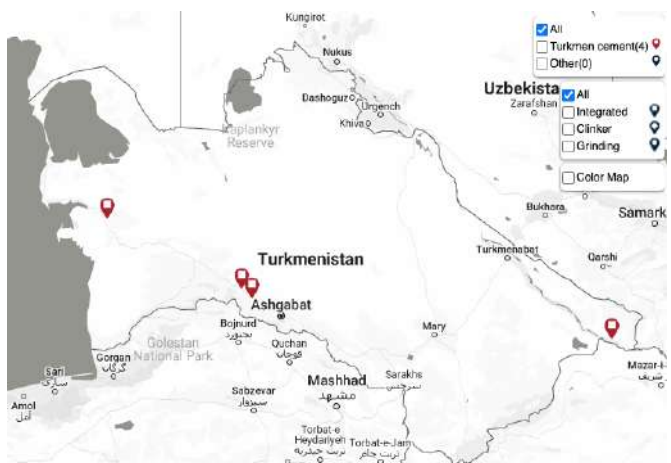 Kungirot
Nukus
Dashoguz
Urgench
Khiva
Kaplankyr
Reserve
Uzbekista
Zarafshan
All
Turkmen cement(4)
Other(0)
All
Integrated
Clinker
Grinding
Color Map
Bukhara
Samark
Turkmenabat
Qarshi
Turkmenistan
Ashgabat
Mary
Bojnurd
بجنورد
Golestan
National Park
Quchan
قوچان
Gorgan
گرگان
Sari
ساری
Amol
آمل
Mashhad
مشهد
Sarakhs
سرخس
Sabzevar
سبزوار
Mazar-i-
شریف
Torbat-e
Heydariyeh
تربت حیدریه
Torbat-e-Jam
تربت جام